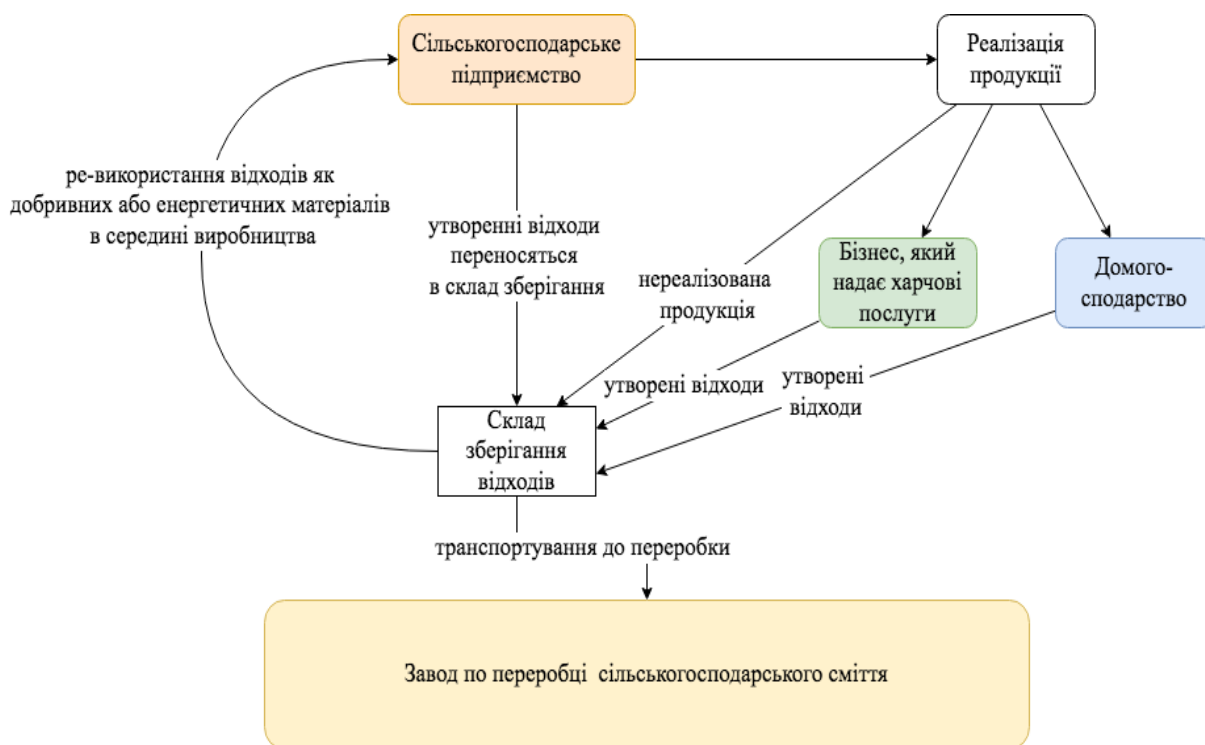 Сільськогосподарське
підприємство
Реалізація
продукції
ре-використання відходів як
добривних або енергетичних матеріалів
в середині виробництва
утворенні відходи
переносяться
в склад зберігання
нереалізована
продукція
Бізнес, який
надає харчові
послуги
Домого-
сподарство
утворені відходи
утворені
відходи
Склад
зберігання
відходів
транспортування до переробки
Завод по переробці сільськогосподарського сміття